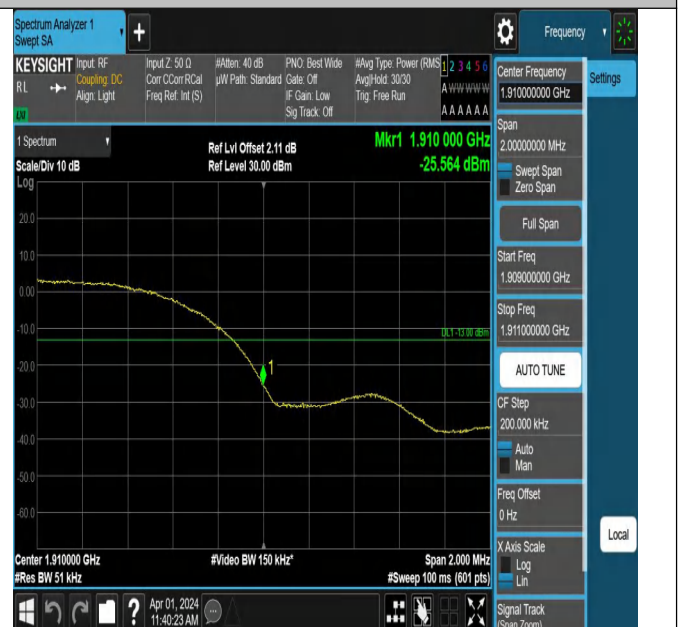 Spectrum Analyzer 1
Swept SA
+
Frequency
KEYSIGHT
RL
LXI
Input: RF
Coupling: DC
Align: Light
Input Z: 50 Ω
Corr CCorr RCal
Freq Ref: Int (S)
#Atten: 40 dB
µW Path: Standard
PNO: Best Wide
Gate: Off
IF Gain: Low
Sig Track: Off
#Avg Type: Power (RMS
Avg|Hold: 30/30
Trig: Free Run
1 2 3 4 5 6
A W W W W W
A A A A A A
1 Spectrum
Scale/Div 10 dB
Log
Ref Lvl Offset 2.11 dB
Ref Level 30.00 dBm
Mkr1 1.910 000 GHz
-25.564 dBm
20.0
10.0
0.00
-10.0
-20.0
-30.0
-40.0
-50.0
-60.0
DL1 -13.00 dBm
1
Center 1.910000 GHz
#Res BW 51 kHz
#Video BW 150 kHz*
Span 2.000 MHz
#Sweep 100 ms (601 pts)
Center Frequency
1.910000000 GHz
Settings
Span
2.00000000 MHz
Swept Span
Zero Span
Full Span
Start Freq
1.909000000 GHz
Stop Freq
1.911000000 GHz
AUTO TUNE
CF Step
200.000 kHz
Auto
Man
Freq Offset
0 Hz
X Axis Scale
Log
Lin
Local
Signal Track
(Span Zoom)
?
Apr 01, 2024
11:40:23 AM